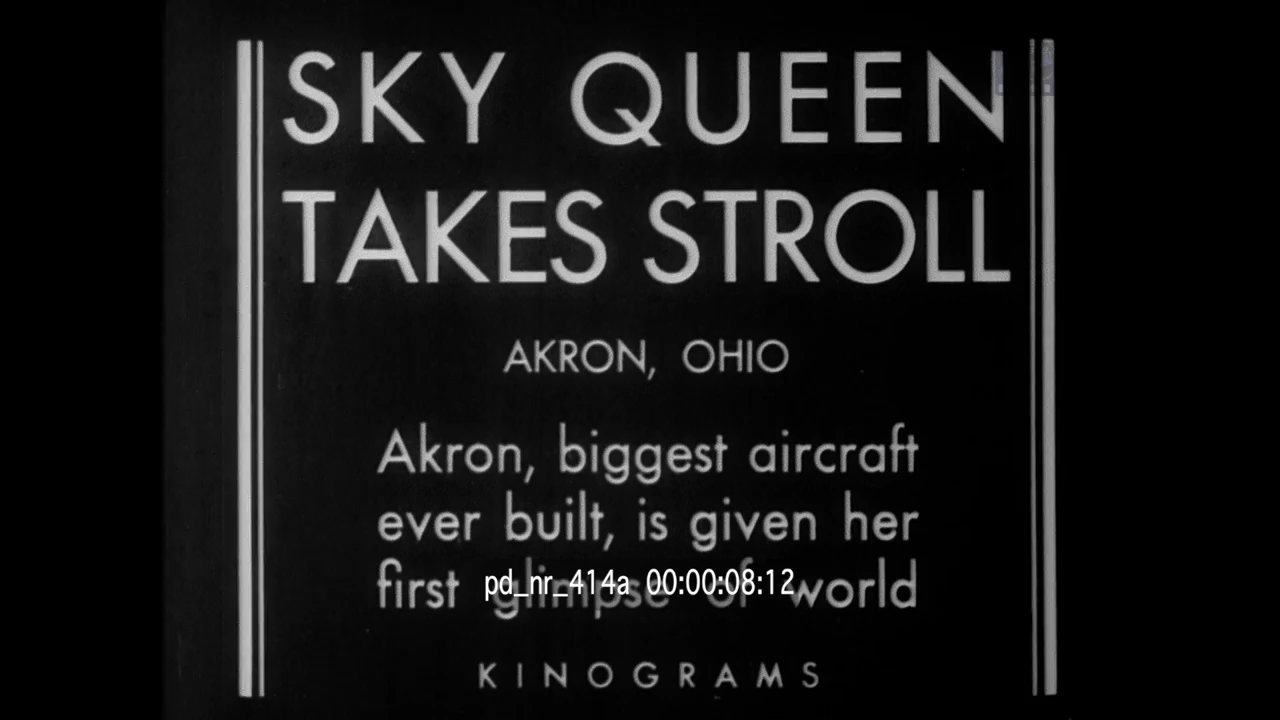 SKY QUEEN
TAKES STROLL
AKRON, OHIO
Akron, biggest aircraft
ever built, is given her
first glimpse of world
pd_nr_414a 00:00:08:12
KINOGRAMS